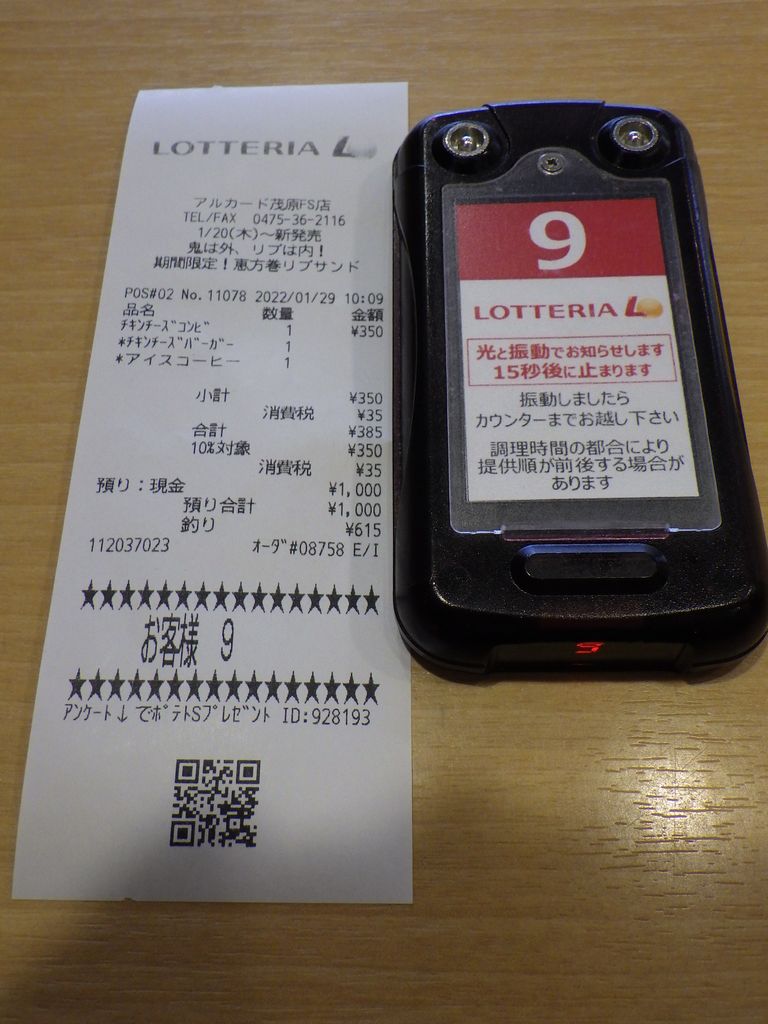 LOTTERIA
アルカード茂原FS店
TEL/FAX 0475-36-2116
1/20(木)～新発売
鬼は外、リブは内！
期間限定！恵方巻リブサンド
POS#02 No.11078 2022/01/29 10:09
品名 数量 金額
ﾁｷﾝﾁｰｽﾞｺﾝﾋﾞ 1 ¥350
*ﾁｷﾝﾁｰｽﾞﾊﾞｰｶﾞｰ 1
*アイスコーヒー 1
小計 ¥350
消費税 ¥35
合計 ¥385
10%対象 ¥350
消費税 ¥35
預り：現金 ¥1,000
預り合計 ¥1,000
釣り ¥615
112037023 ｵｰﾀﾞ#08758 E/I
★★★★★★★★★★★★★★★★
お客様 9
★★★★★★★★★★★★★★★★
ｱﾝｹｰﾄ↓でﾎﾟﾃﾄSﾌﾟﾚｾﾞﾝﾄ ID:928193
9
LOTTERIA
光と振動でお知らせします
15秒後に止まります
振動しましたら
カウンターまでお越し下さい
調理時間の都合により
提供順が前後する場合が
あります
9